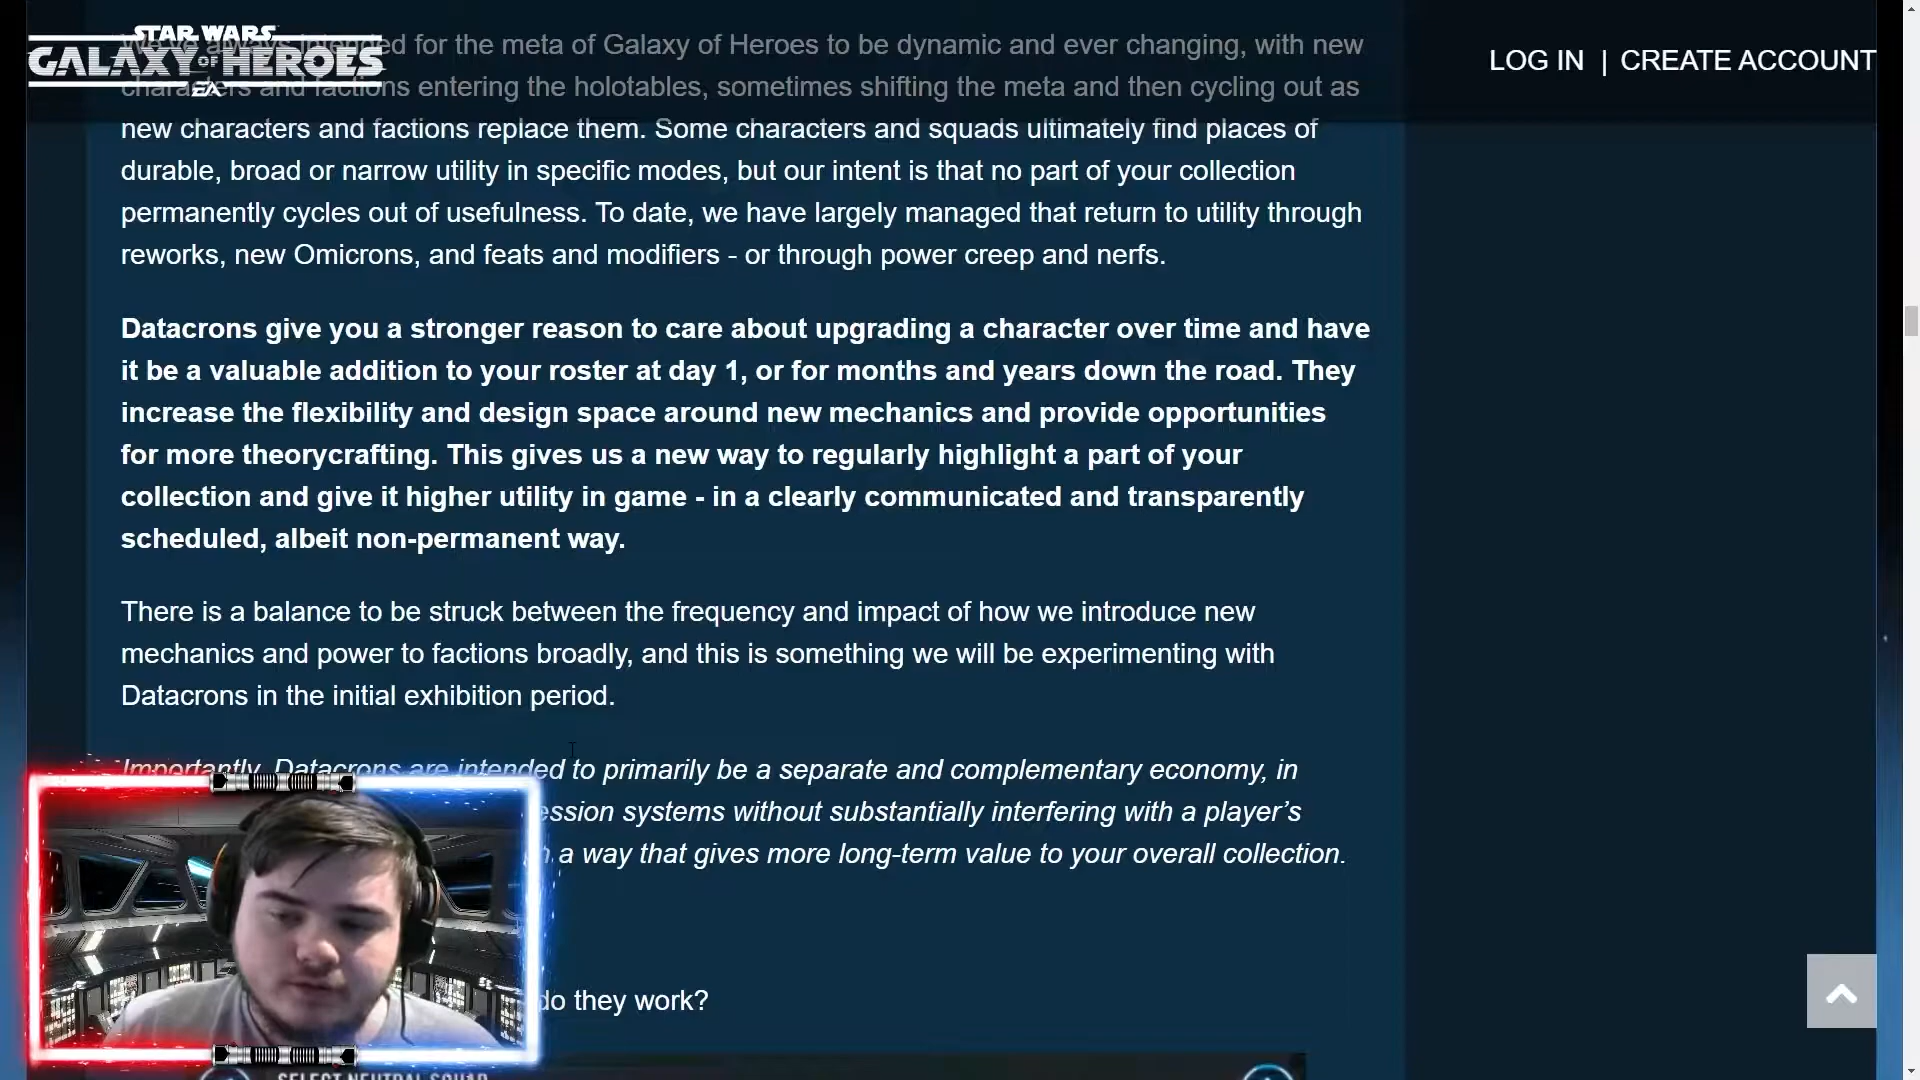 STAR WARS
GALAXY OF HEROES
EA
LOG IN | CREATE ACCOUNT
We've always intended for the meta of Galaxy of Heroes to be dynamic and ever changing, with new
characters and factions entering the holotables, sometimes shifting the meta and then cycling out as
new characters and factions replace them. Some characters and squads ultimately find places of
durable, broad or narrow utility in specific modes, but our intent is that no part of your collection
permanently cycles out of usefulness. To date, we have largely managed that return to utility through
reworks, new Omicrons, and feats and modifiers - or through power creep and nerfs.
Datacrons give you a stronger reason to care about upgrading a character over time and have
it be a valuable addition to your roster at day 1, or for months and years down the road. They
increase the flexibility and design space around new mechanics and provide opportunities
for more theorycrafting. This gives us a new way to regularly highlight a part of your
collection and give it higher utility in game - in a clearly communicated and transparently
scheduled, albeit non-permanent way.
There is a balance to be struck between the frequency and impact of how we introduce new
mechanics and power to factions broadly, and this is something we will be experimenting with
Datacrons in the initial exhibition period.
Importantly, Datacrons are intended to primarily be a separate and complementary economy, in
ession systems without substantially interfering with a player's
a way that gives more long-term value to your overall collection.
do they work?
SELECT NEUTRAL SQUAD